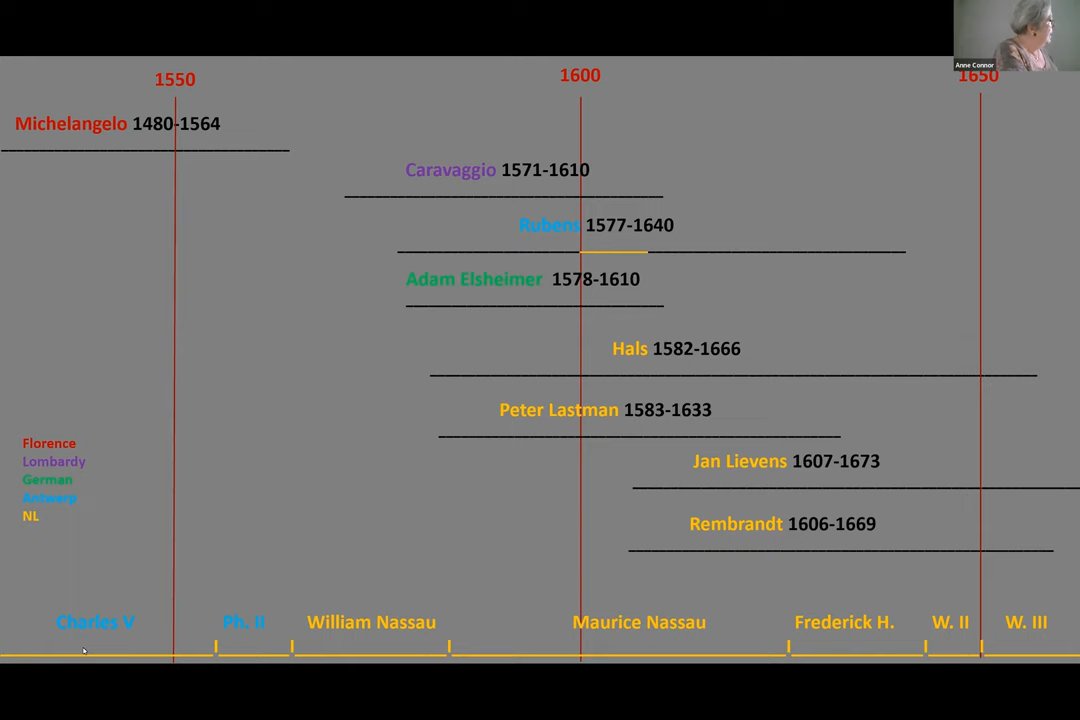 Anne Connor
1550
1600
1650
Michelangelo 1480-1564
Caravaggio 1571-1610
Rubens 1577-1640
Adam Elsheimer 1578-1610
Hals 1582-1666
Peter Lastman 1583-1633
Jan Lievens 1607-1673
Rembrandt 1606-1669
Florence
Lombardy
German
Antwerp
NL
Charles V Ph. II William Nassau Maurice Nassau Frederick H. W. II W. III